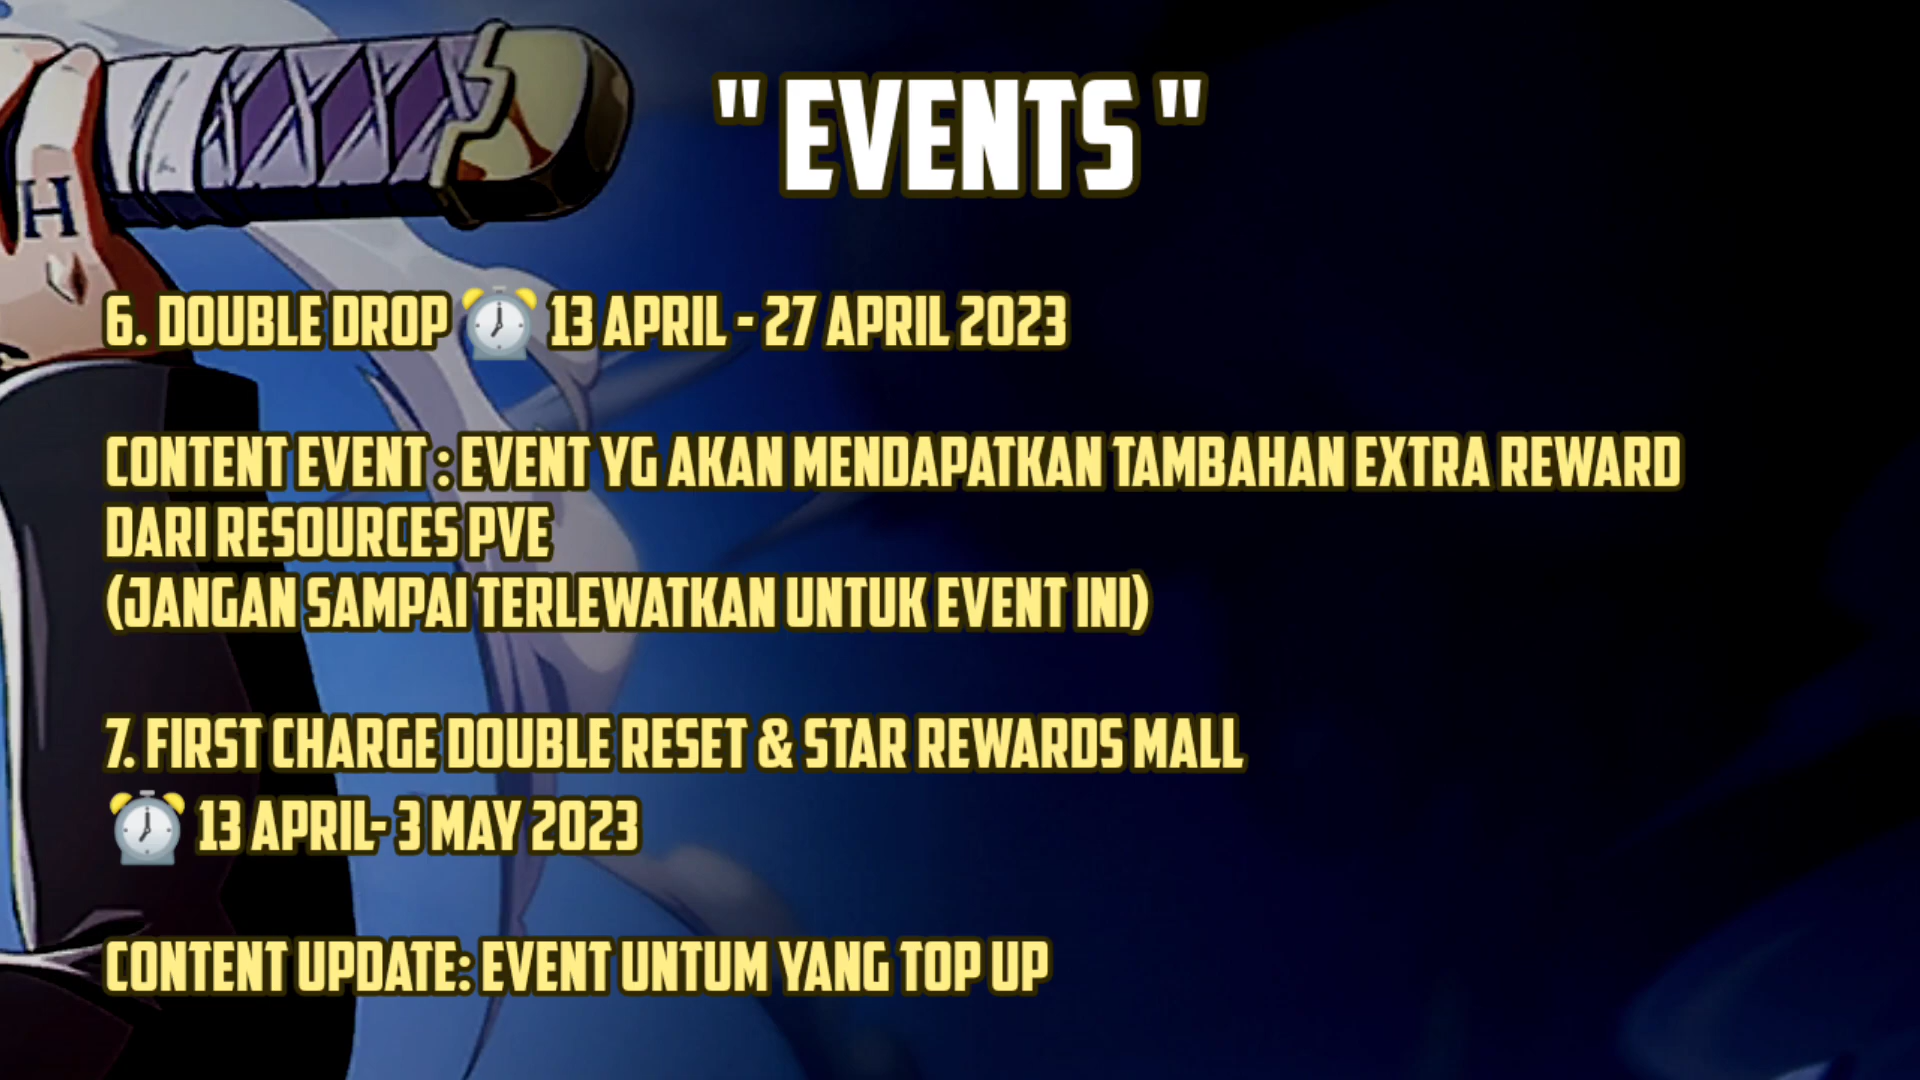 " EVENTS "
H
6. DOUBLE DROP ⏰ 13 APRIL - 27 APRIL 2023
CONTENT EVENT : EVENT YG AKAN MENDAPATKAN TAMBAHAN EXTRA REWARD
DARI RESOURCES PVE
(JANGAN SAMPAI TERLEWATKAN UNTUK EVENT INI)
7. FIRST CHARGE DOUBLE RESET & STAR REWARDS MALL
⏰ 13 APRIL- 3 MAY 2023
CONTENT UPDATE: EVENT UNTUM YANG TOP UP